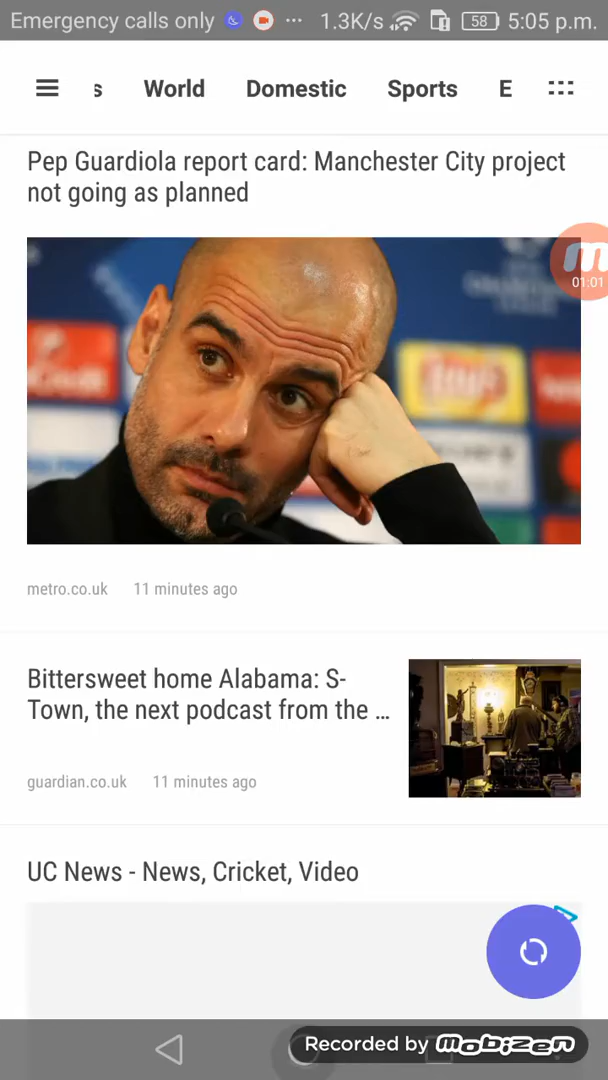 Emergency calls only ... 1.3K/s 58 5:05 p.m.
s World Domestic Sports E
Pep Guardiola report card: Manchester City project
not going as planned
01:01
metro.co.uk 11 minutes ago
Bittersweet home Alabama: S-
Town, the next podcast from the ...
guardian.co.uk 11 minutes ago
UC News - News, Cricket, Video
Recorded by mobizen